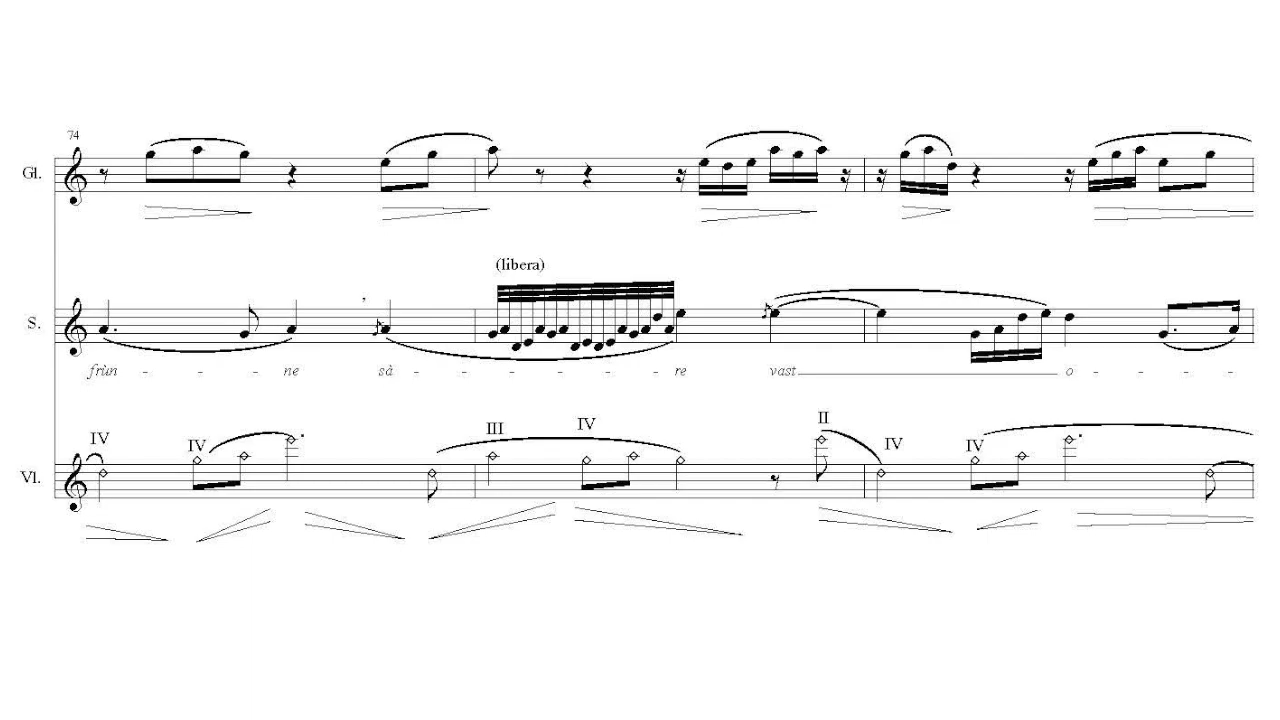 74
Gl.
(libera)
S.
frùn - - - ne sà - - - - - re vast o - - -
IV IV III IV II IV IV
Vl.